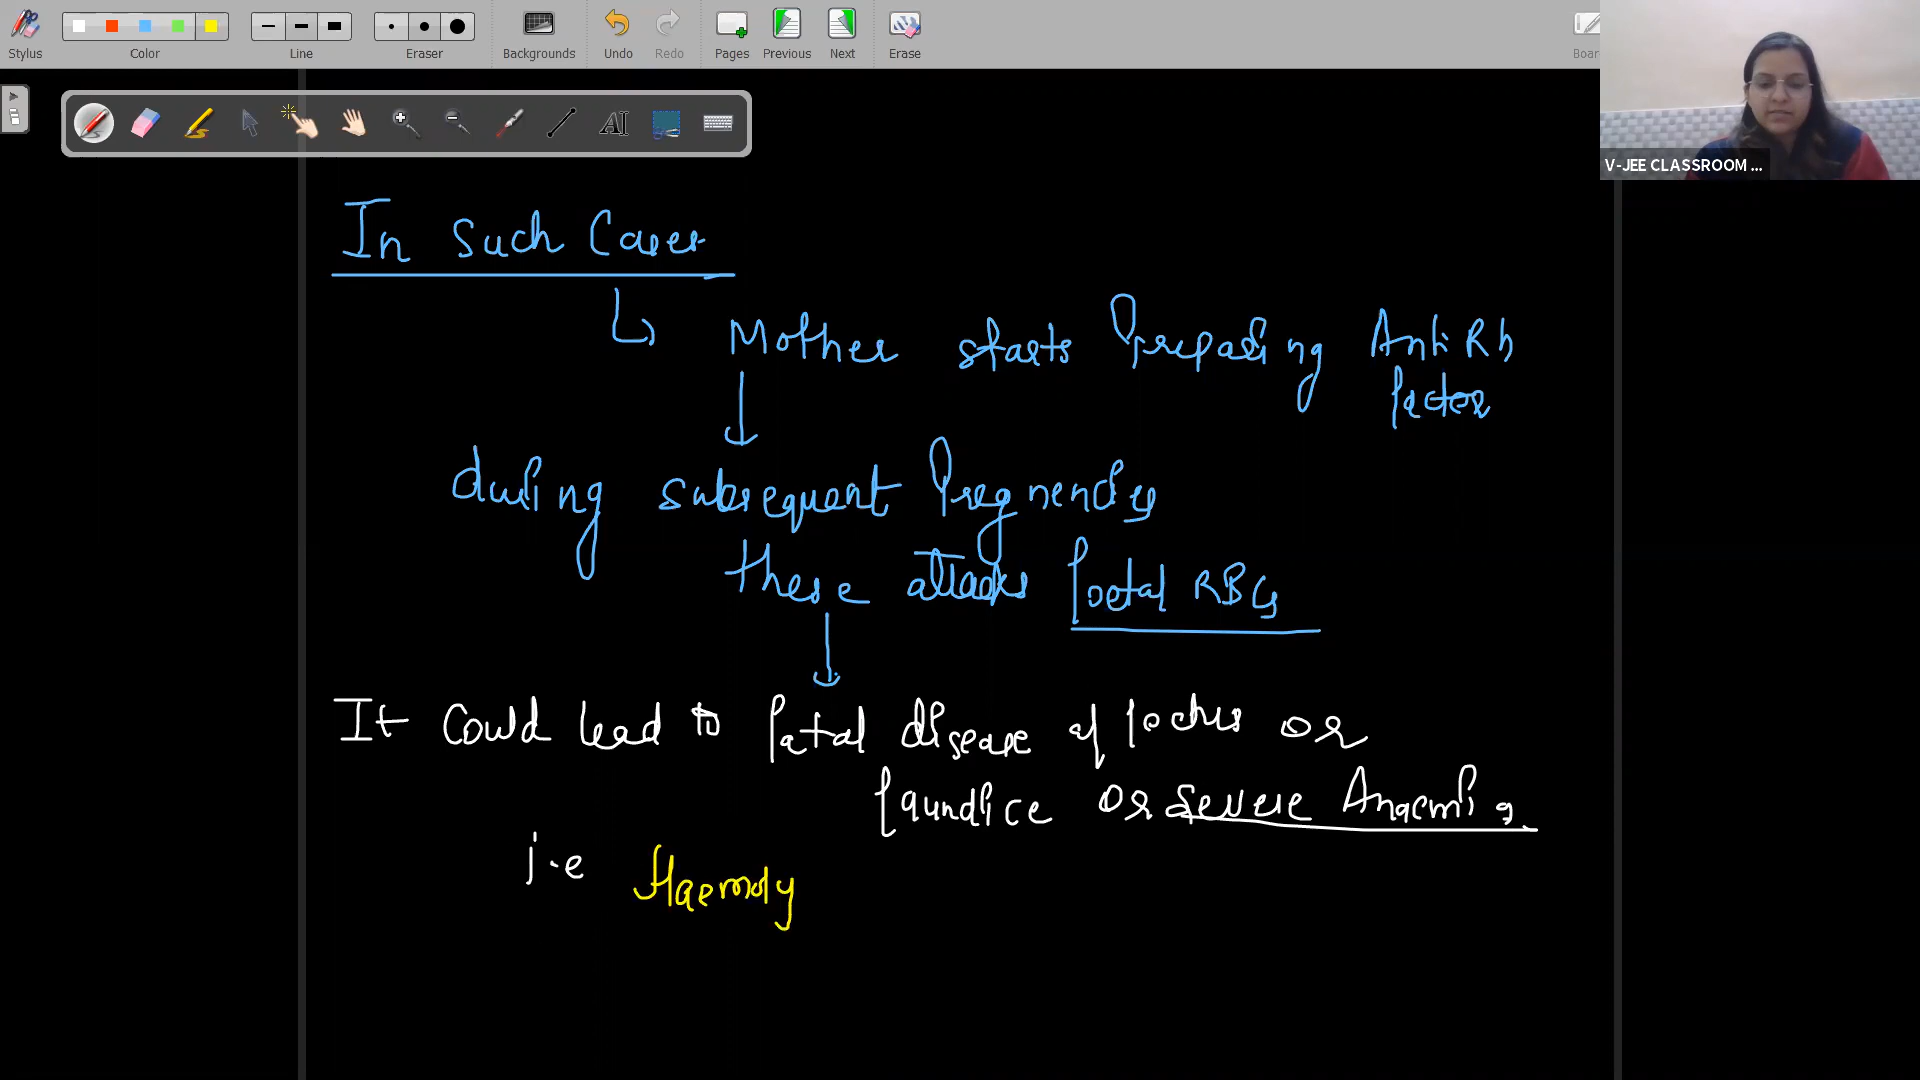 Stylus Color Line Eraser Backgrounds Undo Redo Pages Previous Next Erase Boar
V-JEE CLASSROOM ...
In Such Cases
Mother starts Preparing Anti Rh
factor
during subsequent Pregnencies
these attacks foetal RBCs
It could lead to fatal disease of foetus or
Jaundice or severe Anaemia.
i.e Haemoly